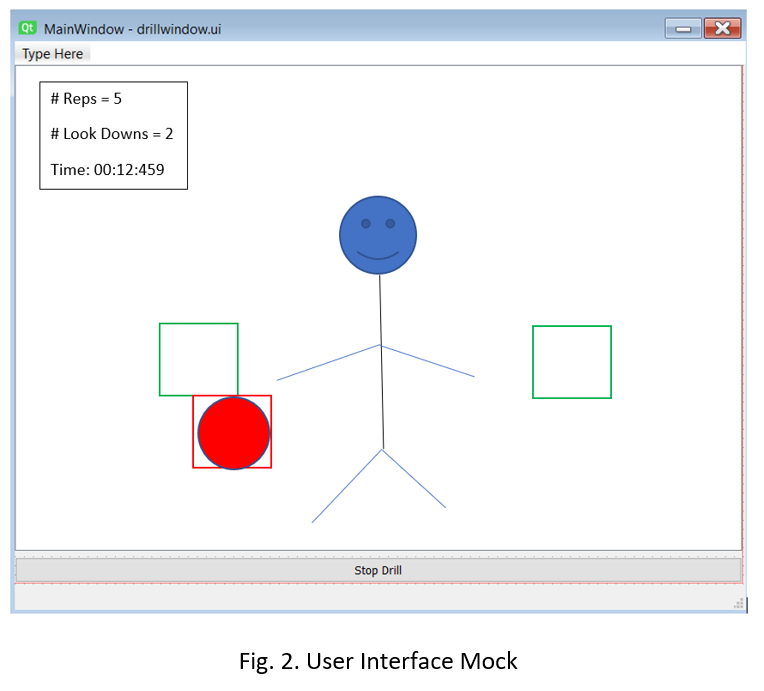 Qt MainWindow - drillwindow.ui
Type Here
# Reps = 5
# Look Downs = 2
Time: 00:12:459
Stop Drill
Fig. 2. User Interface Mock